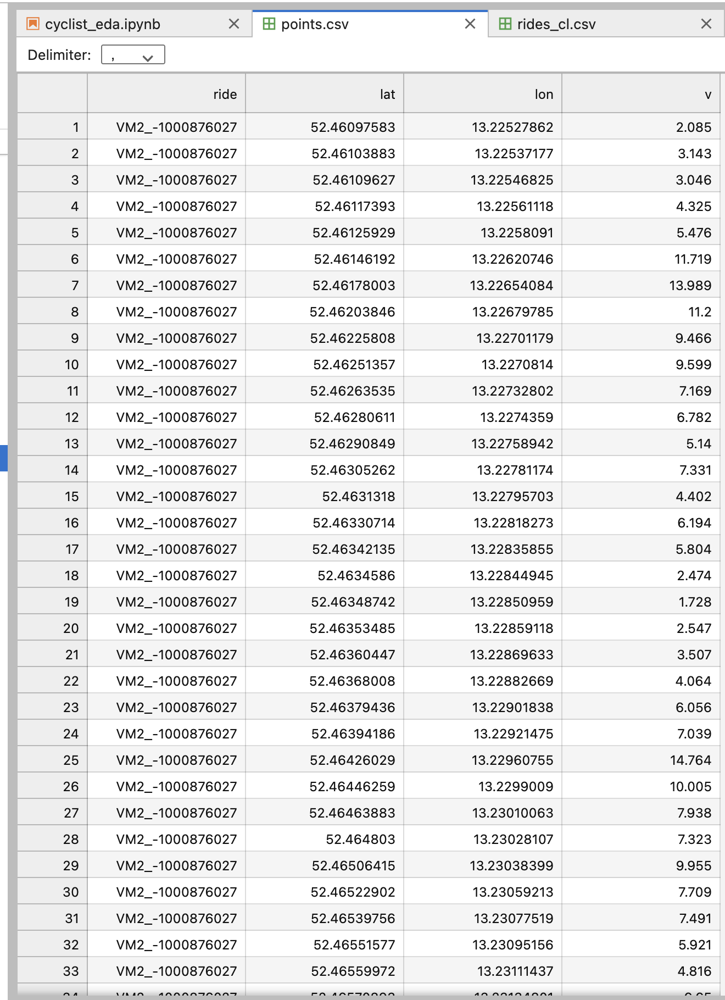 cyclist_eda.ipynb points.csv rides_cl.csv
Delimiter: ,
ride lat lon v
1 VM2_-1000876027 52.46097583 13.22527862 2.085
2 VM2_-1000876027 52.46103883 13.22537177 3.143
3 VM2_-1000876027 52.46109627 13.22546825 3.046
4 VM2_-1000876027 52.46117393 13.22561118 4.325
5 VM2_-1000876027 52.46125929 13.2258091 5.476
6 VM2_-1000876027 52.46146192 13.22620746 11.719
7 VM2_-1000876027 52.46178003 13.22654084 13.989
8 VM2_-1000876027 52.46203846 13.22679785 11.2
9 VM2_-1000876027 52.46225808 13.22701179 9.466
10 VM2_-1000876027 52.46251357 13.2270814 9.599
11 VM2_-1000876027 52.46263535 13.22732802 7.169
12 VM2_-1000876027 52.46280611 13.2274359 6.782
13 VM2_-1000876027 52.46290849 13.22758942 5.14
14 VM2_-1000876027 52.46305262 13.22781174 7.331
15 VM2_-1000876027 52.4631318 13.22795703 4.402
16 VM2_-1000876027 52.46330714 13.22818273 6.194
17 VM2_-1000876027 52.46342135 13.22835855 5.804
18 VM2_-1000876027 52.4634586 13.22844945 2.474
19 VM2_-1000876027 52.46348742 13.22850959 1.728
20 VM2_-1000876027 52.46353485 13.22859118 2.547
21 VM2_-1000876027 52.46360447 13.22869633 3.507
22 VM2_-1000876027 52.46368008 13.22882669 4.064
23 VM2_-1000876027 52.46379436 13.22901838 6.056
24 VM2_-1000876027 52.46394186 13.22921475 7.039
25 VM2_-1000876027 52.46426029 13.22960755 14.764
26 VM2_-1000876027 52.46446259 13.2299009 10.005
27 VM2_-1000876027 52.46463883 13.23010063 7.938
28 VM2_-1000876027 52.464803 13.23028107 7.323
29 VM2_-1000876027 52.46506415 13.23038399 9.955
30 VM2_-1000876027 52.46522902 13.23059213 7.709
31 VM2_-1000876027 52.46539756 13.23077519 7.491
32 VM2_-1000876027 52.46551577 13.23095156 5.921
33 VM2_-1000876027 52.46559972 13.23111437 4.816